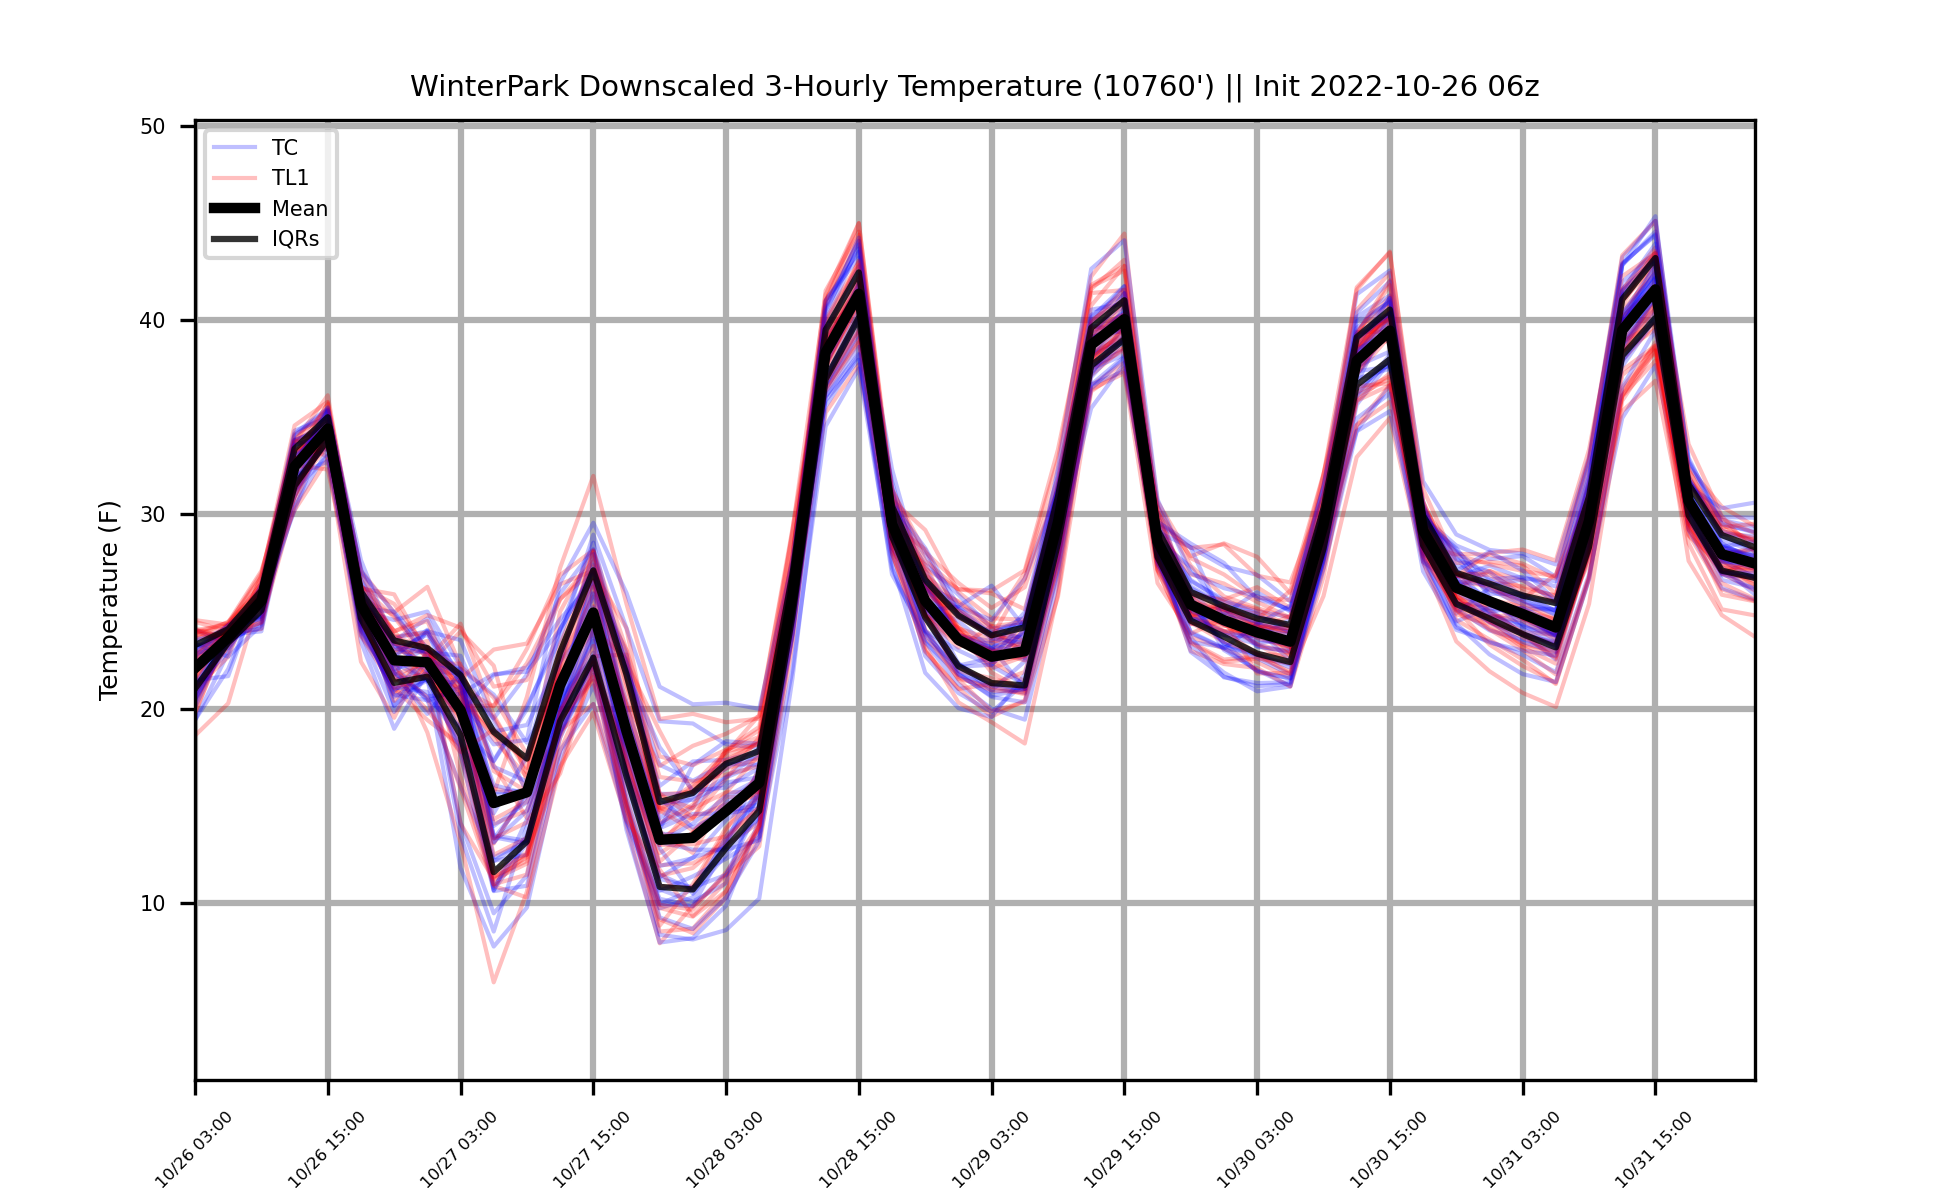 WinterPark Downscaled 3-Hourly Temperature (10760') || Init 2022-10-26 06z
50
TC
TL1
Mean
IQRs
40
30
Temperature (F)
20
10
10/26 03:00
10/26 15:00
10/27 03:00
10/27 15:00
10/28 03:00
10/28 15:00
10/29 03:00
10/29 15:00
10/30 03:00
10/30 15:00
10/31 03:00
10/31 15:00